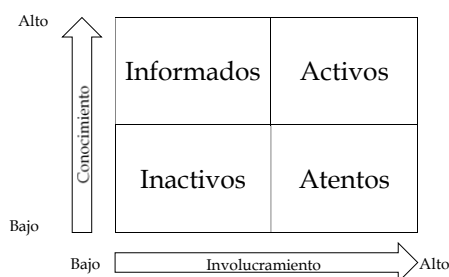 Alto
Informados Activos
Conocimiento
Inactivos Atentos
Bajo
Bajo Involucramiento Alto